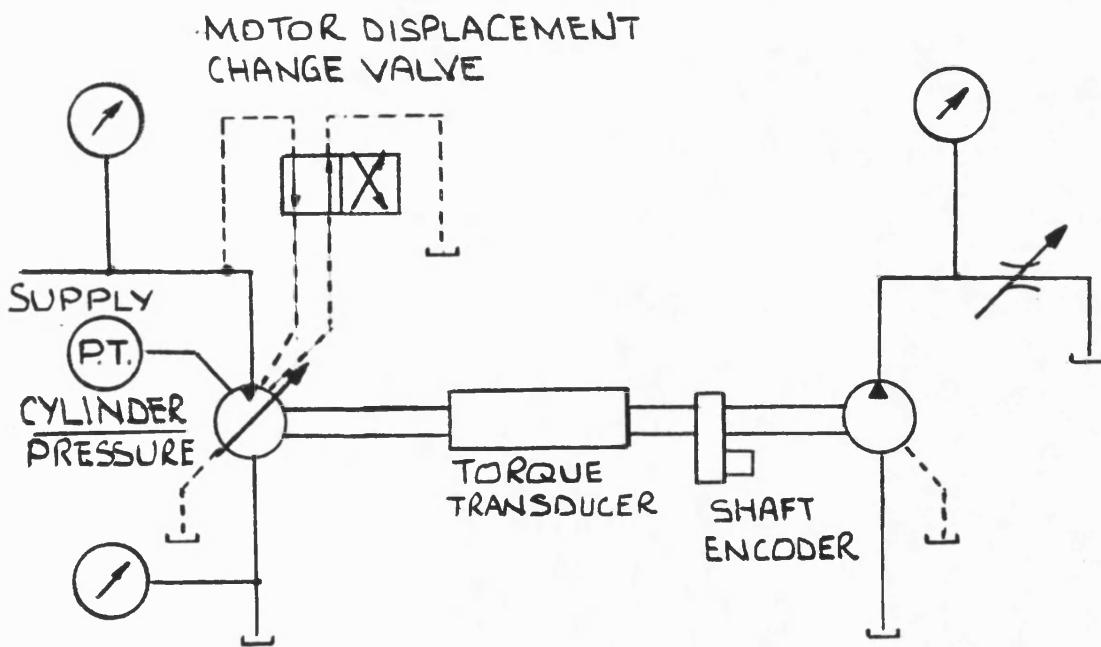 MOTOR DISPLACEMENT
CHANGE VALVE
SUPPLY
P.T.
CYLINDER
PRESSURE
TORQUE
TRANSDUCER
SHAFT
ENCODER